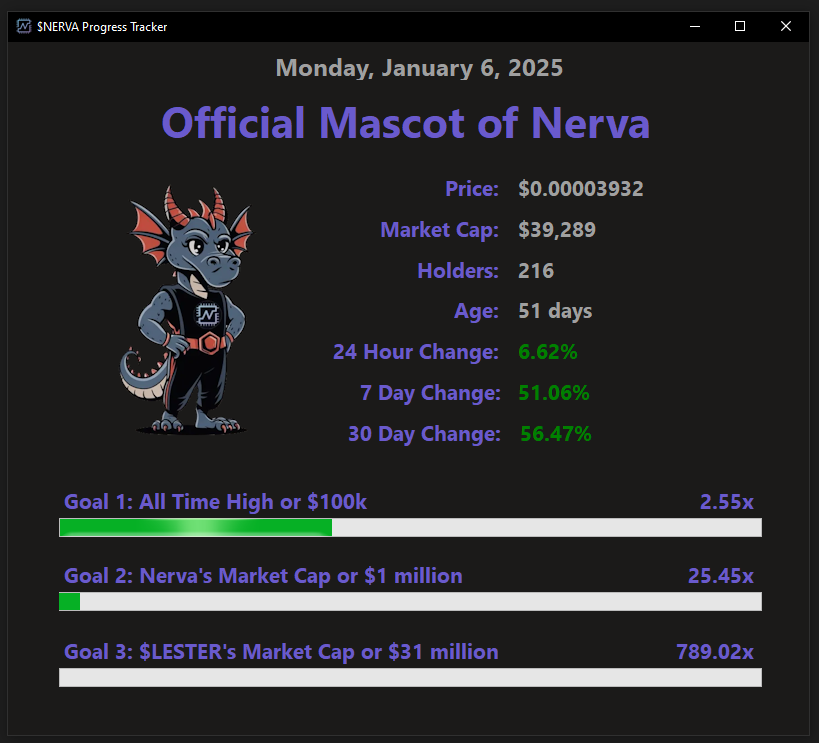 $NERVA Progress Tracker
Monday, January 6, 2025
Official Mascot of Nerva
Price: $0.00003932
Market Cap: $39,289
Holders: 216
Age: 51 days
24 Hour Change: 6.62%
7 Day Change: 51.06%
30 Day Change: 56.47%
Goal 1: All Time High or $100k 2.55x
Goal 2: Nerva's Market Cap or $1 million 25.45x
Goal 3: $LESTER's Market Cap or $31 million 789.02x